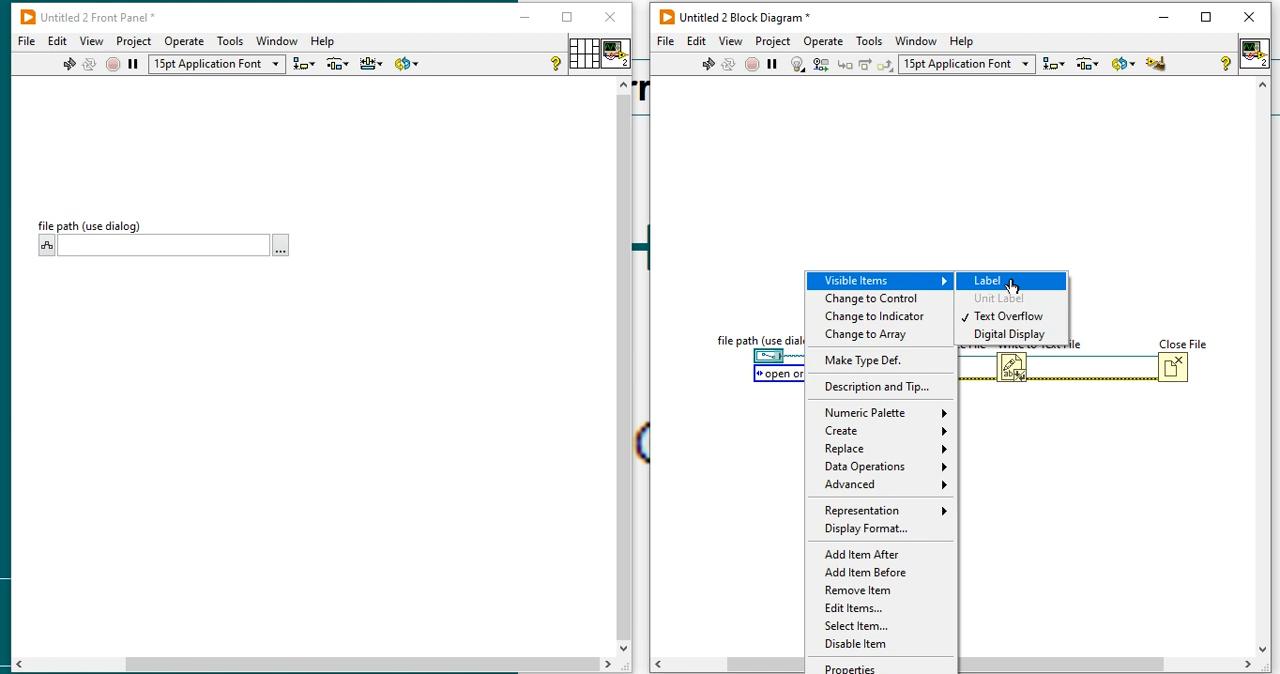 Untitled 2 Front Panel *
File Edit View Project Operate Tools Window Help
15pt Application Font
2
file path (use dialog)
...
Untitled 2 Block Diagram *
File Edit View Project Operate Tools Window Help
15pt Application Font
2
Visible Items
Change to Control
Change to Indicator
Change to Array
Make Type Def.
Description and Tip...
Numeric Palette
Create
Replace
Data Operations
Advanced
Representation
Display Format...
Add Item After
Add Item Before
Remove Item
Edit Items...
Select Item...
Disable Item
Properties
Label
Unit Label
Text Overflow
Digital Display
file path (use dialo
open or
Write to Text File
Close File